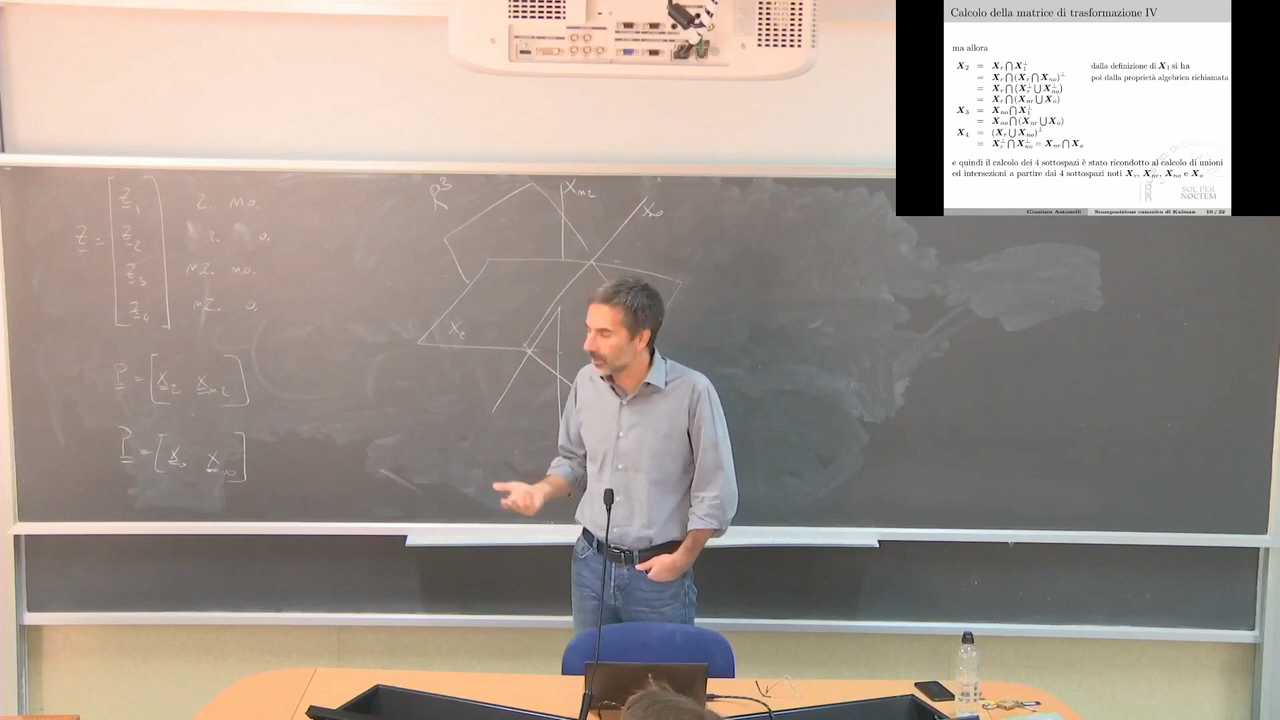 Calcolo della matrice di trasformazione IV
ma allora
X₂ = X_r ⋂ X₁^⊥ dalla definizione di X₁ si ha
= X_r ⋂ (X_r ⋂ X_no)^⊥ poi dalla proprietà algebrica richiamata
= X_r ⋂ (X_r^⊥ ⋃ X_no^⊥)
= X_r ⋂ (X_nr ⋃ X_o)
X₃ = X_no ⋂ X₁^⊥
= X_no ⋂ (X_nr ⋃ X_o)
X₄ = (X_r ⋃ X_no)^⊥
= X_r^⊥ ⋂ X_no^⊥ = X_nr ⋂ X_o
e quindi il calcolo dei 4 sottospazi è stato ricondotto al calcolo di unioni
ed intersezioni a partire dai 4 sottospazi noti X_r, X_nr, X_no e X_o
SOL PER
NOCTEM
Gianluca Antonelli Scomposizione canonica di Kalman 10 / 22
z = [z₁ r. no.
z₂ r. o.
z₃ nr. no.
z₄] nr. o.
P = [X_r X_nr]
P = [X_o X_no]
R³
X_nr
X_no
X_r